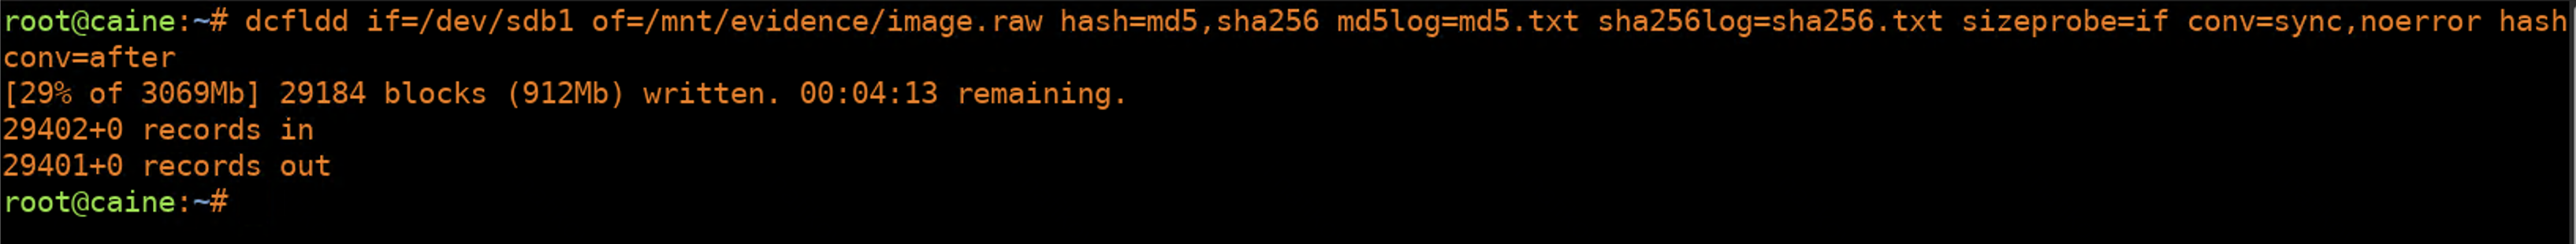 root@caine:~# dcfldd if=/dev/sdb1 of=/mnt/evidence/image.raw hash=md5,sha256 md5log=md5.txt sha256log=sha256.txt sizeprobe=if conv=sync,noerror hash
conv=after
[29% of 3069Mb] 29184 blocks (912Mb) written. 00:04:13 remaining.
29402+0 records in
29401+0 records out
root@caine:~#